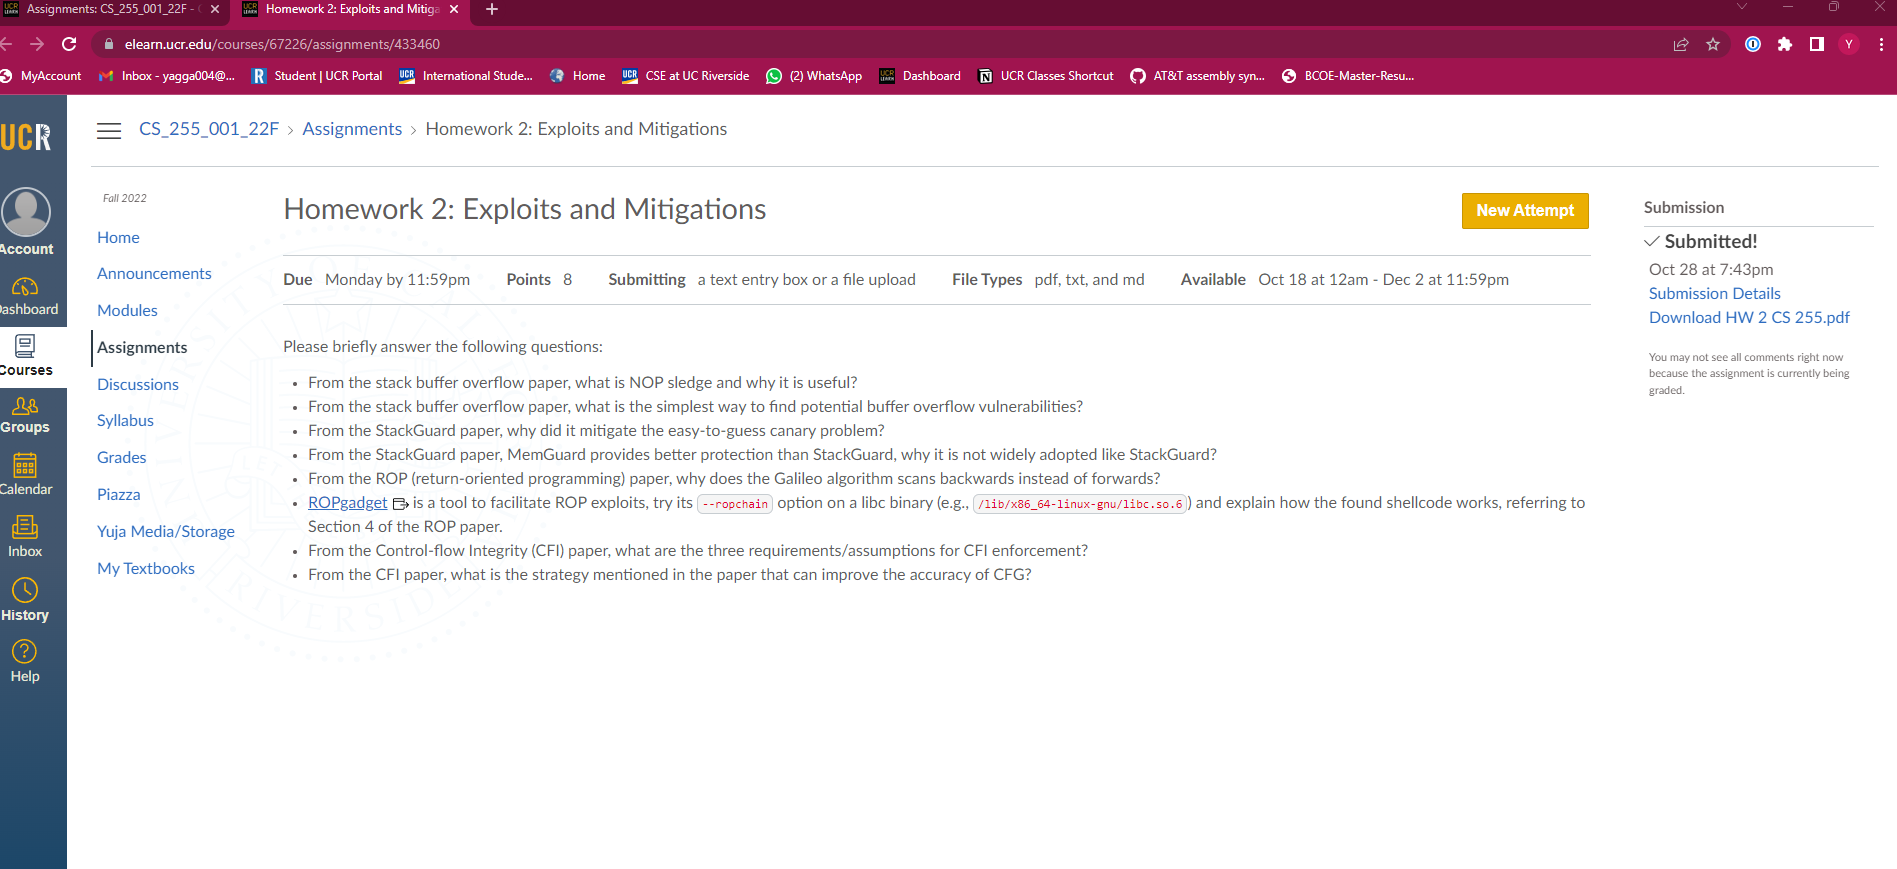 Assignments: CS_255_001_22F -
Homework 2: Exploits and Mitiga
elearn.ucr.edu/courses/67226/assignments/433460
Y
MyAccount
Inbox - yagga004@...
Student | UCR Portal
International Stude...
Home
CSE at UC Riverside
(2) WhatsApp
Dashboard
UCR Classes Shortcut
AT&T assembly syn...
BCOE-Master-Resu...
UCR
Account
Dashboard
Courses
Groups
Calendar
Inbox
History
Help
CS_255_001_22F > Assignments > Homework 2: Exploits and Mitigations
Fall 2022
Home
Announcements
Modules
Assignments
Discussions
Syllabus
Grades
Piazza
Yuja Media/Storage
My Textbooks
Homework 2: Exploits and Mitigations
New Attempt
Due Monday by 11:59pm Points 8 Submitting a text entry box or a file upload File Types pdf, txt, and md Available Oct 18 at 12am - Dec 2 at 11:59pm
Please briefly answer the following questions:
• From the stack buffer overflow paper, what is NOP sledge and why it is useful?
• From the stack buffer overflow paper, what is the simplest way to find potential buffer overflow vulnerabilities?
• From the StackGuard paper, why did it mitigate the easy-to-guess canary problem?
• From the StackGuard paper, MemGuard provides better protection than StackGuard, why it is not widely adopted like StackGuard?
• From the ROP (return-oriented programming) paper, why does the Galileo algorithm scans backwards instead of forwards?
• ROPgadget is a tool to facilitate ROP exploits, try its --ropchain option on a libc binary (e.g., /lib/x86_64-linux-gnu/libc.so.6) and explain how the found shellcode works, referring to
Section 4 of the ROP paper.
• From the Control-flow Integrity (CFI) paper, what are the three requirements/assumptions for CFI enforcement?
• From the CFI paper, what is the strategy mentioned in the paper that can improve the accuracy of CFG?
Submission
✓ Submitted!
Oct 28 at 7:43pm
Submission Details
Download HW 2 CS 255.pdf
You may not see all comments right now
because the assignment is currently being
graded.